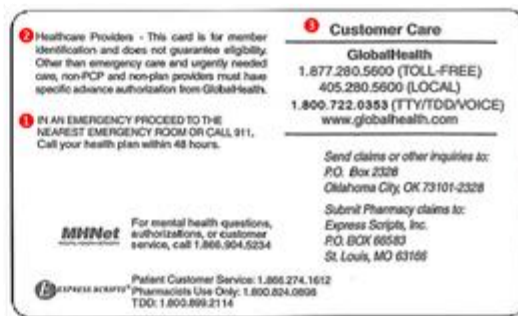 2 Healthcare Providers - This card is for member
identification and does not guarantee eligibility.
Other than emergency care and urgently needed
care, non-PCP and non-plan providers must have
specific advance authorization from GlobalHealth.
1 IN AN EMERGENCY PROCEED TO THE
NEAREST EMERGENCY ROOM OR CALL 911.
Call your health plan within 48 hours.
MHNet
For mental health questions,
authorizations, or customer
service, call 1.866.904.5234
EXPRESS SCRIPTS®
Patient Customer Service: 1.866.274.1612
Pharmacists Use Only: 1.800.824.0898
TDD: 1.800.899.2114
3 Customer Care
GlobalHealth
1.877.280.5600 (TOLL-FREE)
405.280.5600 (LOCAL)
1.800.722.0353 (TTY/TDD/VOICE)
www.globalhealth.com
Send claims or other inquiries to:
P.O. Box 2328
Oklahoma City, OK 73101-2328
Submit Pharmacy claims to:
Express Scripts, Inc.
P.O. BOX 66583
St. Louis, MO 63166